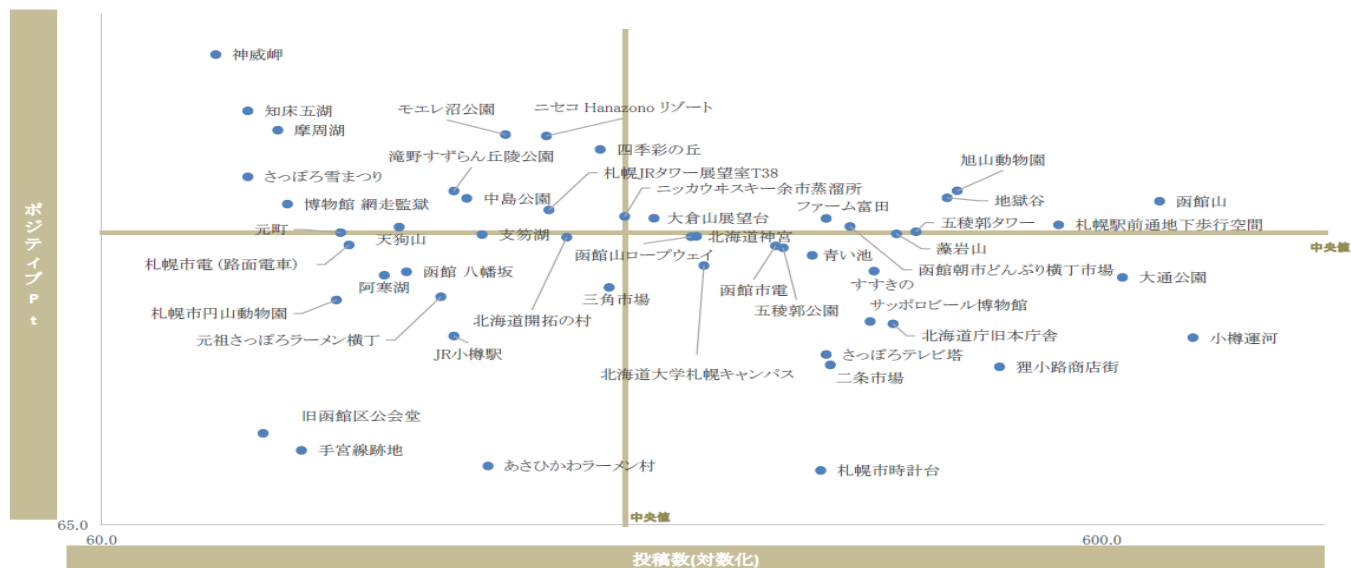 神威岬
知床五湖
モエレ沼公園
ニセコ Hanazono リゾート
摩周湖
四季彩の丘
滝野すずらん丘陵公園
旭山動物園
さっぽろ雪まつり
札幌JRタワー展望室T38
中島公園
ニッカウヰスキー余市蒸溜所
地獄谷
函館山
博物館 網走監獄
ファーム富田
大倉山展望台
五稜郭タワー
札幌駅前通地下歩行空間
元町
天狗山
支笏湖
北海道神宮
藻岩山
中央値
札幌市電 (路面電車)
函館山ロープウェイ
青い池
函館朝市どんぶり横丁市場
函館 八幡坂
阿寒湖
すすきの
大通公園
函館市電
三角市場
札幌市円山動物園
五稜郭公園
サッポロビール博物館
北海道開拓の村
元祖さっぽろラーメン横丁
北海道庁旧本庁舎
小樽運河
JR小樽駅
さっぽろテレビ塔
北海道大学札幌キャンパス
二条市場
狸小路商店街
旧函館区公会堂
手宮線跡地
あさひかわラーメン村
札幌市時計台
ポジティブPt
中央値
65.0
60.0
600.0
投稿数(対数化)